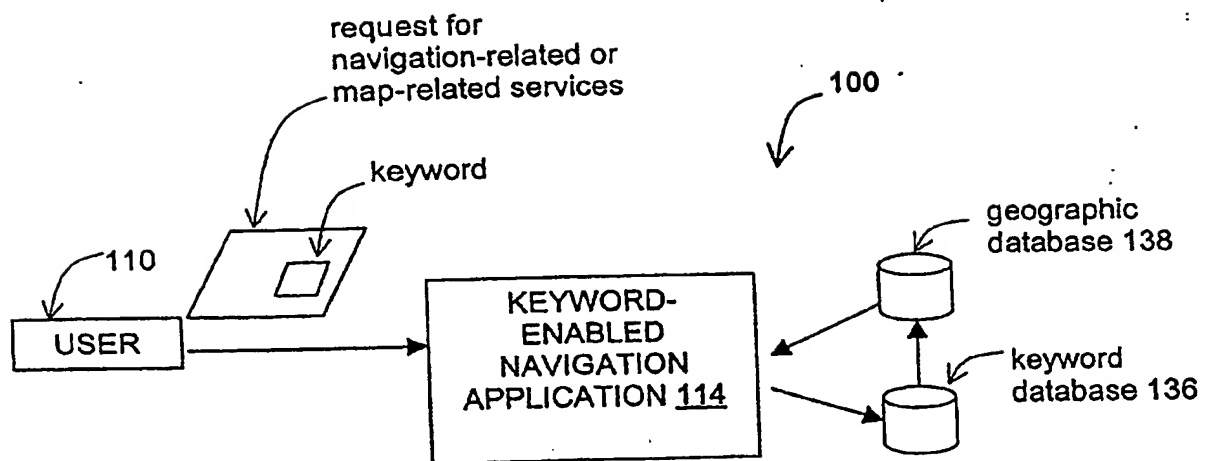 request for
navigation-related or
map-related services
100
keyword
geographic
database 138
110
USER
KEYWORD-
ENABLED
NAVIGATION
APPLICATION 114
keyword
database 136